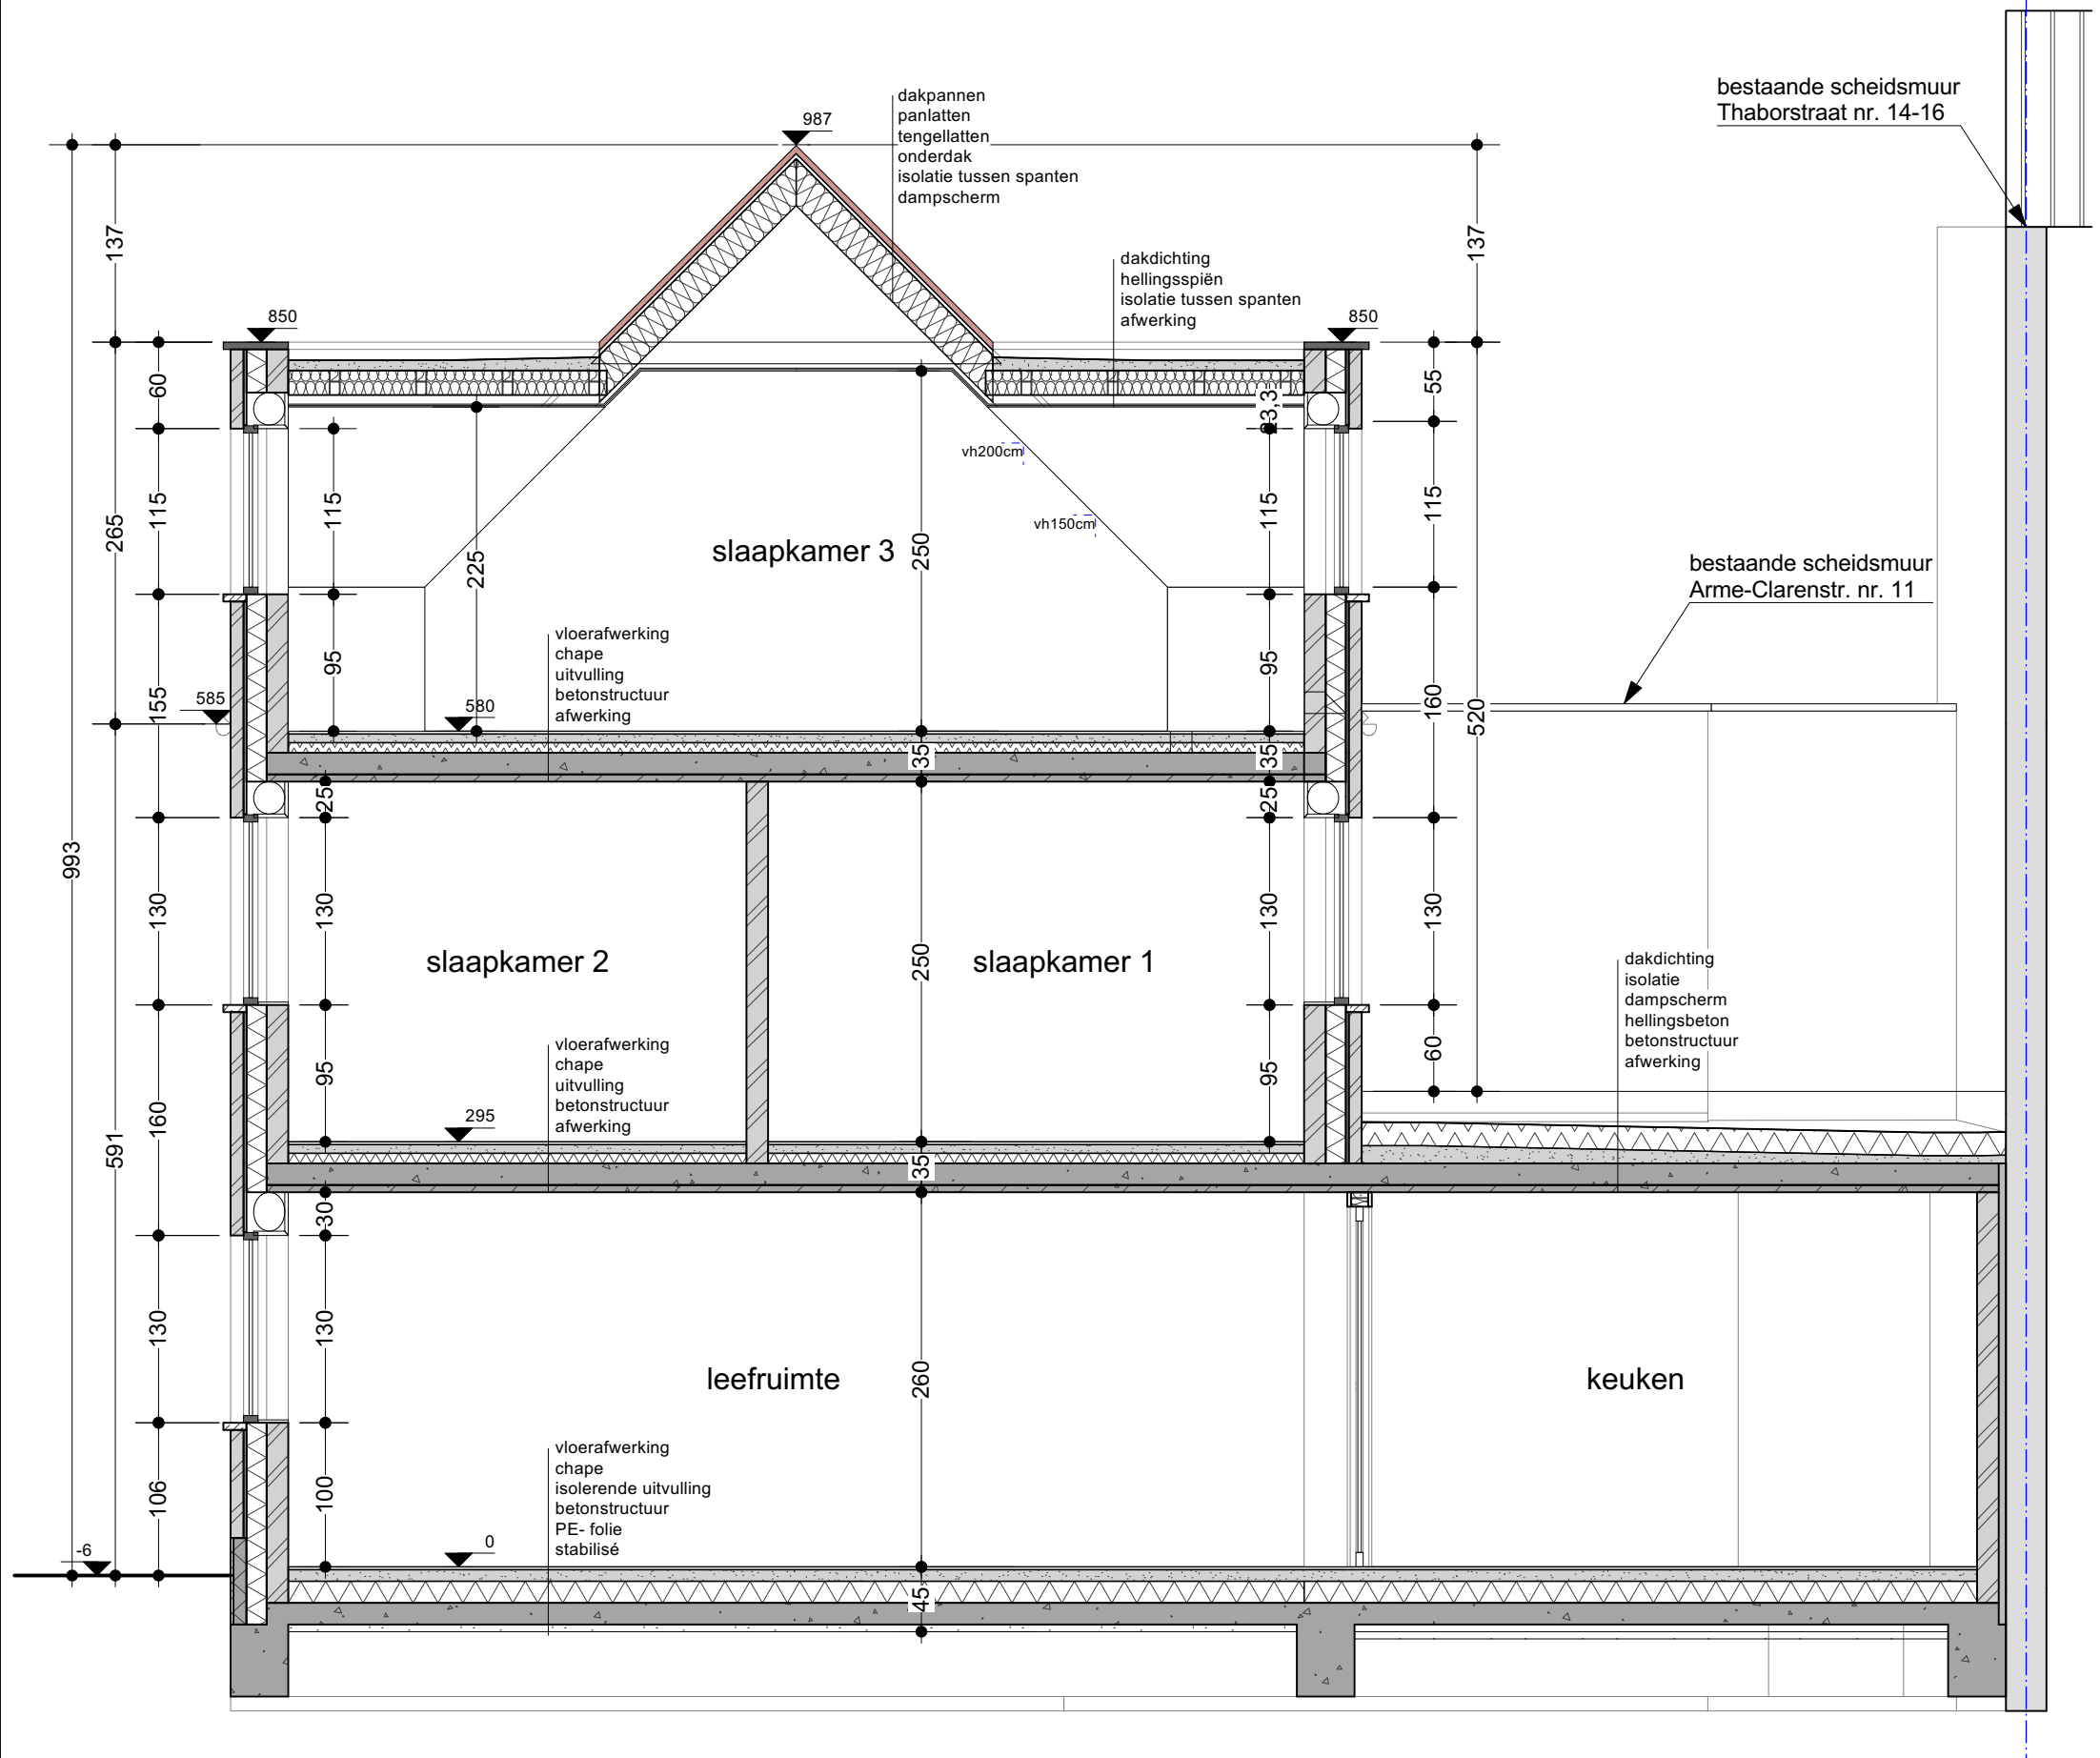 bestaande scheidsmuur
Thaborstraat nr. 14-16
dakpannen
panlatten
tengellatten
onderdak
isolatie tussen spanten
dampscherm
987
137
137
dakdichting
hellingsspiën
isolatie tussen spanten
afwerking
850
850
60
55
265
115
115
225
250
115
115
vh200cm
vh150cm
slaapkamer 3
bestaande scheidsmuur
Arme-Clarenstr. nr. 11
vloerafwerking
chape
uitvulling
betonstructuur
afwerking
155
95
95
160
520
585
580
35
35
25
25
993
130
130
250
130
130
slaapkamer 2
slaapkamer 1
dakdichting
isolatie
dampscherm
hellingsbeton
betonstructuur
afwerking
vloerafwerking
chape
uitvulling
betonstructuur
afwerking
160
95
95
60
591
295
35
30
130
130
260
leefruimte
keuken
vloerafwerking
chape
isolerende uitvulling
betonstructuur
PE- folie
stabilisé
106
100
-6
0
45